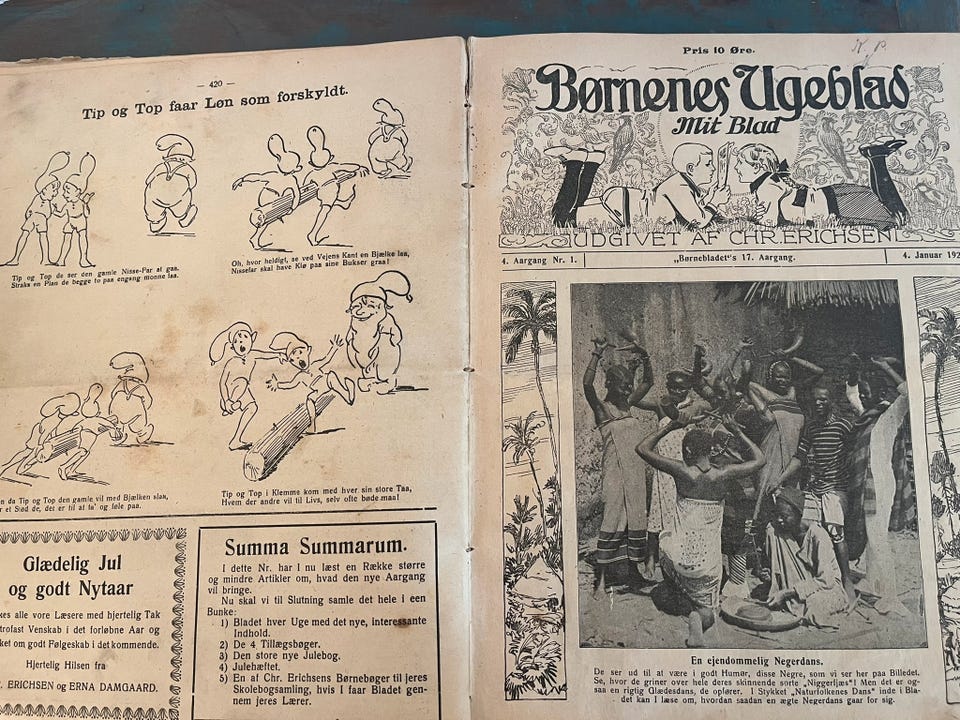 — 420 —
Tip og Top faar Løn som forskyldt.
Tip og Top de ser den gamle Nisse-Far at gaa.
Straks en Plan de begge to paa engang monne laa.
Oh, hvor heldigt, se ved Vejens Kant en Bjælke laa,
Nissefar skal have Klø paa sine Bukser graa!
da Tip og Top den gamle vil med Bjælken slaa,
et Stød de, det er til at fa' og føle paa.
Tip og Top i Klemme kom med hver sin store Taa,
Hvem der andre vil til Livs, selv ofte bøde maa!
Glædelig Jul
og godt Nytaar
alle vore Læsere med hjertelig Tak
trofast Venskab i det forløbne Aar og
om godt Følgeskab i det kommende.
Hjertelig Hilsen fra
ERICHSEN og ERNA DAMGAARD.
Summa Summarum.
I dette Nr. har I nu læst en Række større
og mindre Artikler om, hvad den nye Aargang
vil bringe.
Nu skal vi til Slutning samle det hele i een
Bunke:
1) Bladet hver Uge med det nye, interessante
Indhold.
2) De 4 Tillægsbøger.
3) Den store nye Julebog.
4) Julehæftet.
5) En af Chr. Erichsens Børnebøger til jeres
Skolebogsamling, hvis I faar Bladet gen-
nem jeres Lærer.
Pris 10 Øre.
Børnenes Ugeblad
Mit Blad
UDGIVET AF CHR. ERICHSEN
4. Aargang Nr. 1.
„Børnebladet"s 17. Aargang.
4. Januar 192
En ejendommelig Negerdans.
De ser ud til at være i godt Humør, disse Negre, som vi ser her paa Billedet.
Se, hvor de griner over hele deres skinnende sorte „Niggerfjæs"! Men det er og-
saa en rigtig Glædesdans, de opfører. I Stykket „Naturfolkenes Dans" inde i Bla-
det kan I læse om, hvordan saadan en ægte Negerdans gaar for sig.